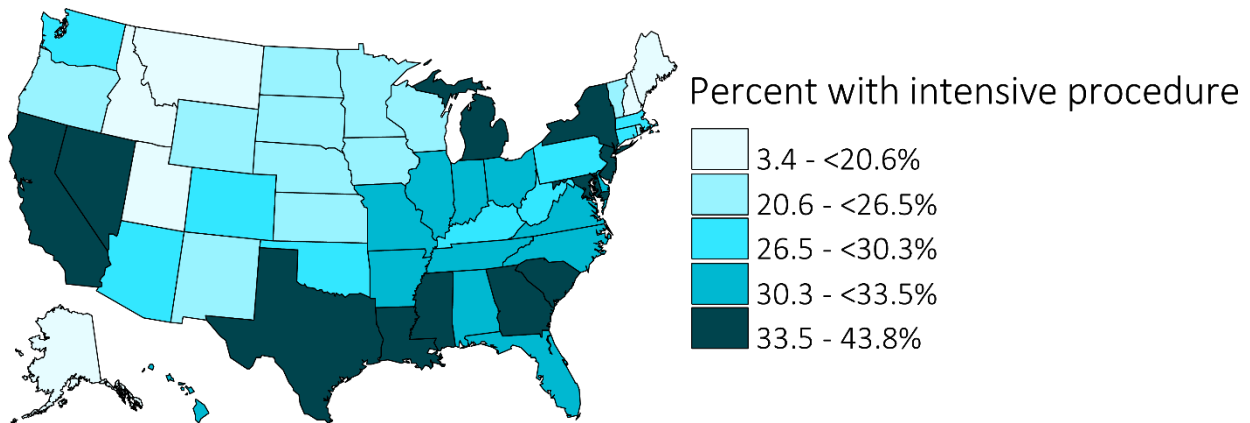 Percent with intensive procedure
3.4 - <20.6%
20.6 - <26.5%
26.5 - <30.3%
30.3 - <33.5%
33.5 - 43.8%